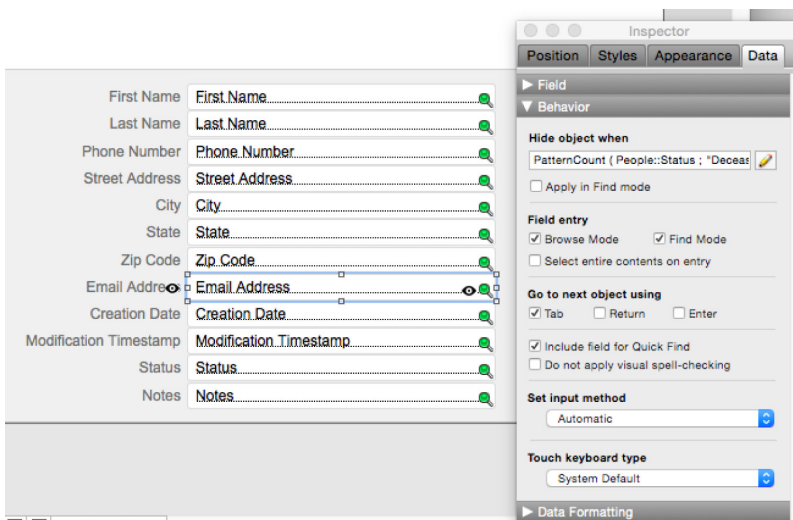 Inspector
Position Styles Appearance Data
Field
Behavior
Hide object when
PatternCount ( People::Status ; "Deceas
Apply in Find mode
Field entry
Browse Mode Find Mode
Select entire contents on entry
Go to next object using
Tab Return Enter
Include field for Quick Find
Do not apply visual spell-checking
Set input method
Automatic
Touch keyboard type
System Default
Data Formatting
First Name First Name
Last Name Last Name
Phone Number Phone Number
Street Address Street Address
City City
State State
Zip Code Zip Code
Email Addre Email Address
Creation Date Creation Date
Modification Timestamp Modification Timestamp
Status Status
Notes Notes